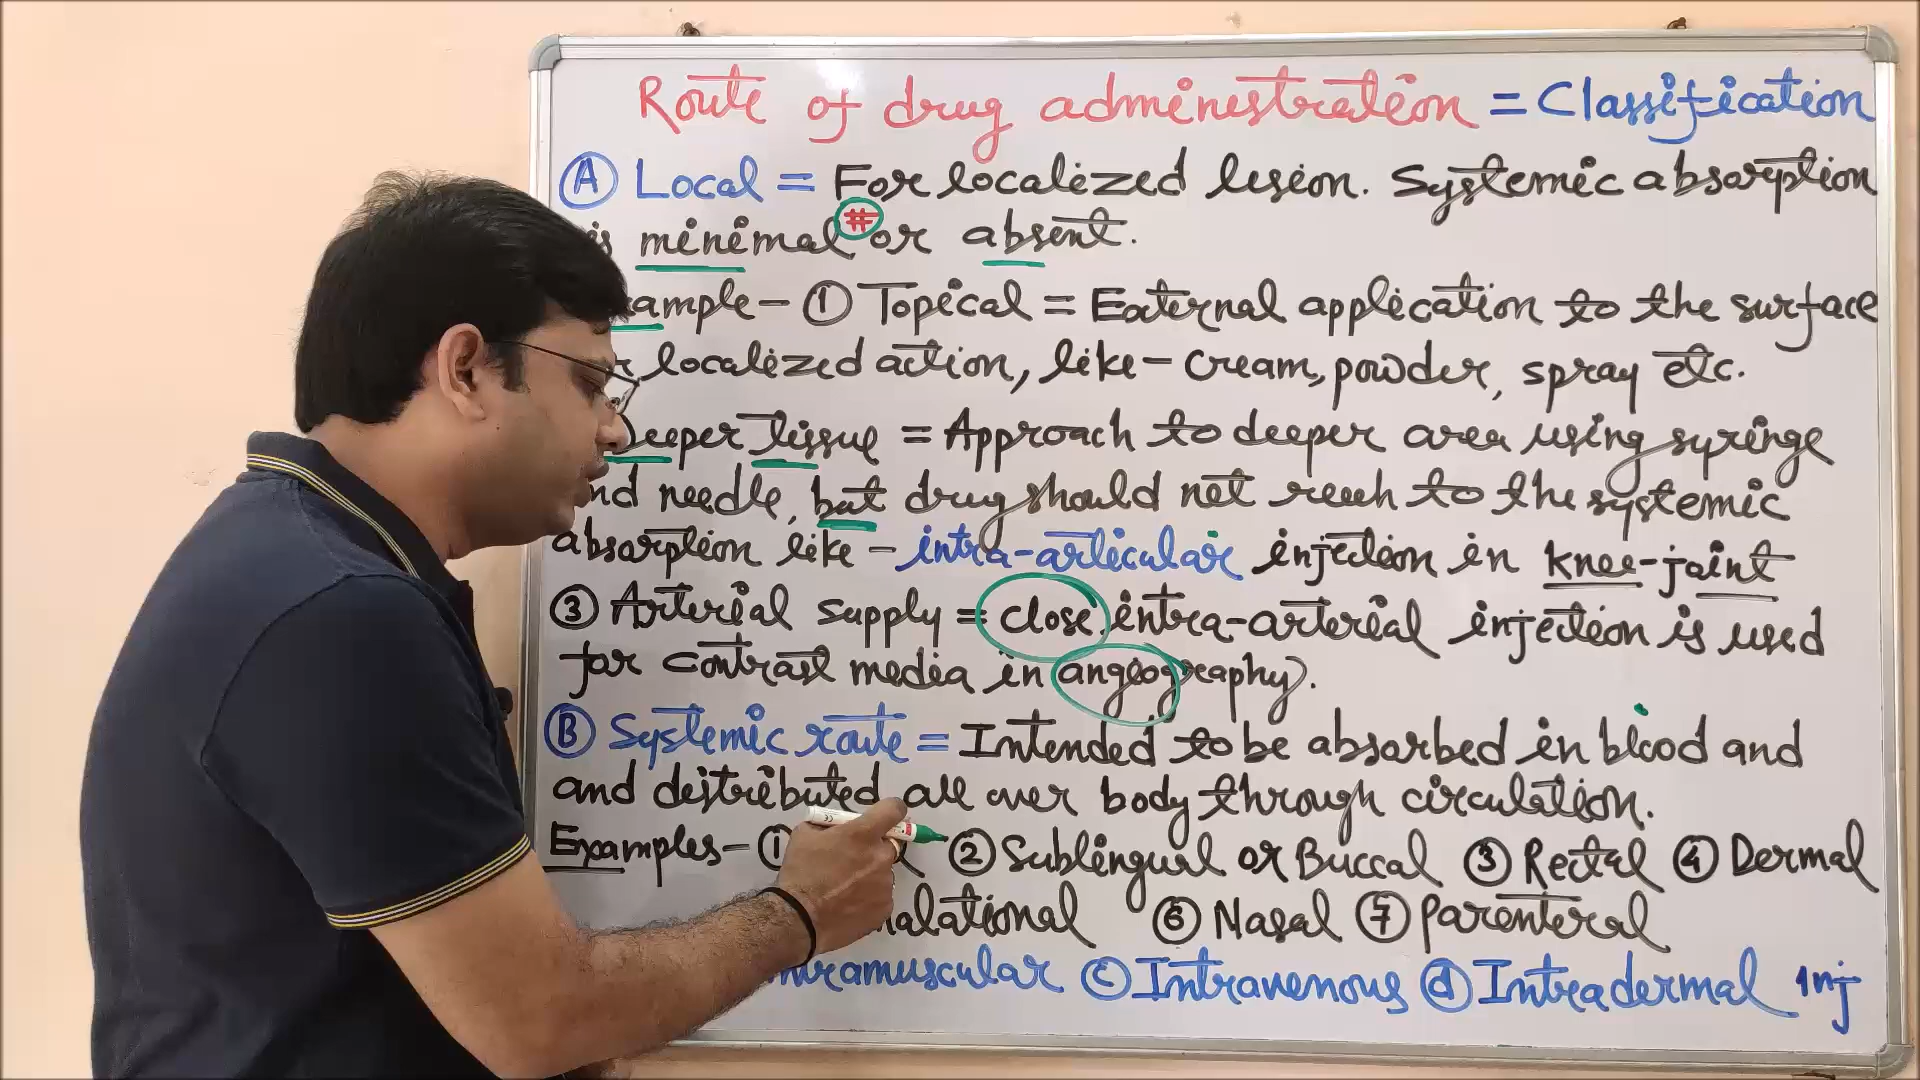 Route of drug administration = Classification
A Local = For localized lesion. Systemic absorption
is minimal # or absent.
ample - 1 Topical = External application to the surface
localized action, like - cream, powder, spray etc.
Deeper Tissue = Approach to deeper area using syringe
nd needle, but drug should not reach to the systemic
absorption like - intra-articular injection in knee-joint
3 Arterial supply = close intra-arterial injection is used
for contrast media in angiography.
B Systemic route = Intended to be absorbed in blood and
and distributed all over body through circulation.
Examples - 1 2 Sublingual or Buccal 3 Rectal 4 Dermal
halational 6 Nasal 7 Parenteral
ntramuscular c Intravenous d Intradermal Inj